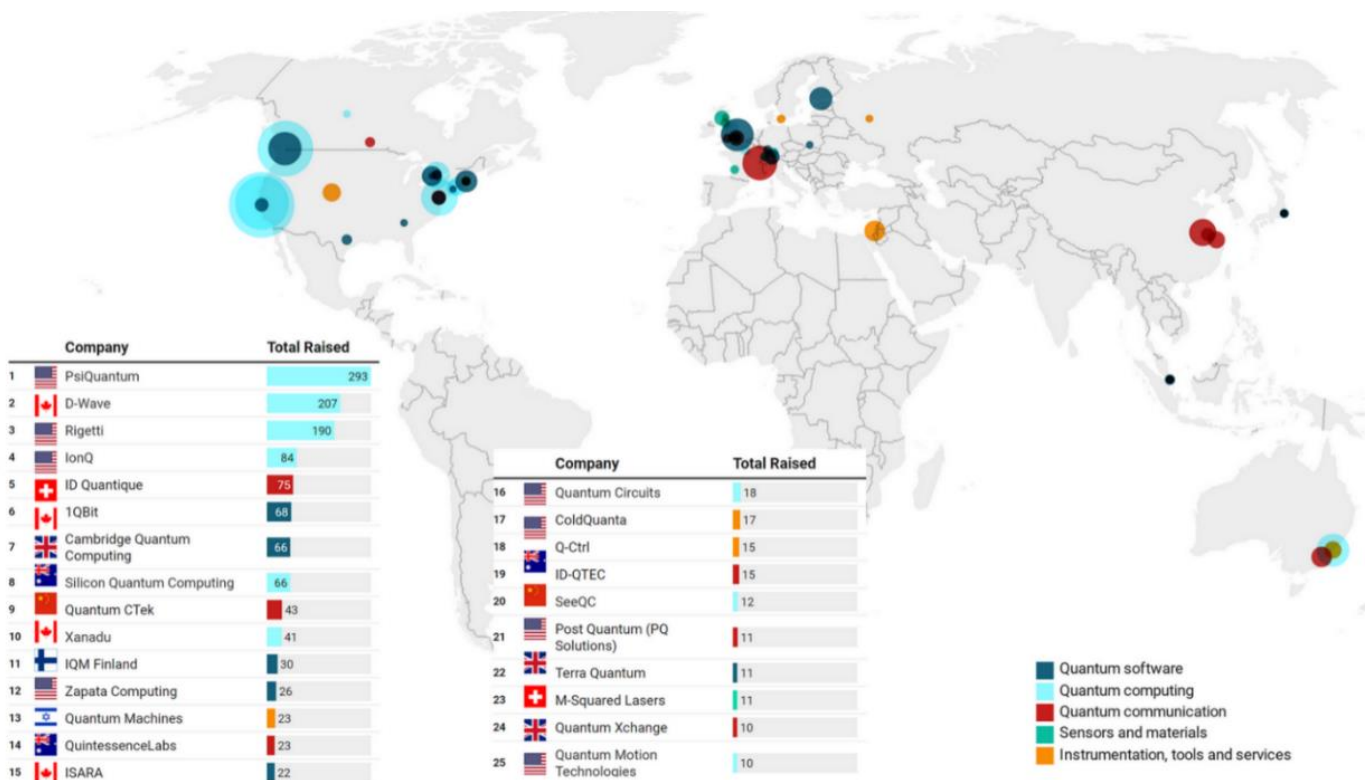 Company Total Raised
1 PsiQuantum 293
2 D-Wave 207
3 Rigetti 190
4 IonQ 84
5 ID Quantique 75
6 1QBit 68
7 Cambridge Quantum
Computing 66
8 Silicon Quantum Computing 66
9 Quantum CTek 43
10 Xanadu 41
11 IQM Finland 30
12 Zapata Computing 26
13 Quantum Machines 23
14 QuintessenceLabs 23
15 ISARA 22
Company Total Raised
16 Quantum Circuits 18
17 ColdQuanta 17
18 Q-Ctrl 15
19 ID-QTEC 15
20 SeeQC 12
21 Post Quantum (PQ
Solutions) 11
22 Terra Quantum 11
23 M-Squared Lasers 11
24 Quantum Xchange 10
25 Quantum Motion
Technologies 10
Quantum software
Quantum computing
Quantum communication
Sensors and materials
Instrumentation, tools and services